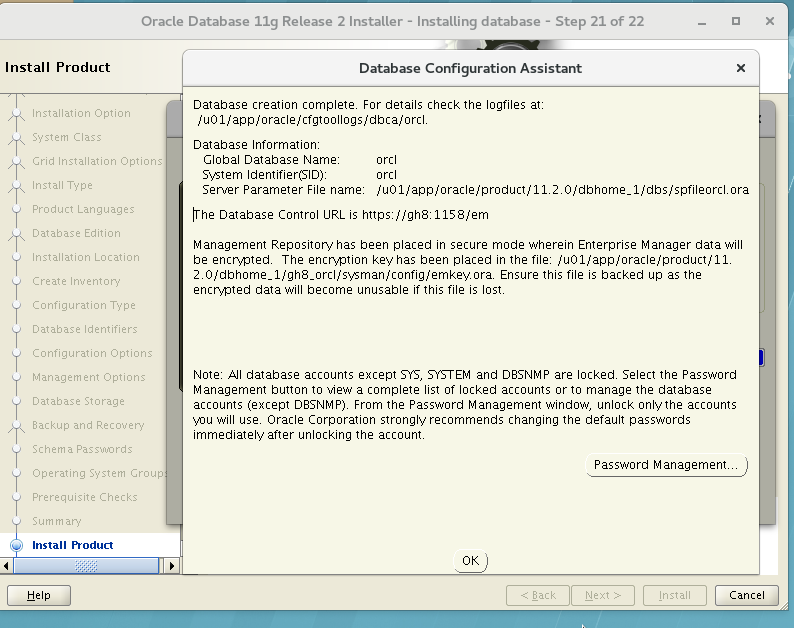 Oracle Database 11g Release 2 Installer - Installing database - Step 21 of 22
Install Product
Database Configuration Assistant
Installation Option
System Class
Grid Installation Options
Install Type
Product Languages
Database Edition
Installation Location
Create Inventory
Configuration Type
Database Identifiers
Configuration Options
Management Options
Database Storage
Backup and Recovery
Schema Passwords
Operating System Groups
Prerequisite Checks
Summary
Install Product
Database creation complete. For details check the logfiles at:
/u01/app/oracle/cfgtoollogs/dbca/orcl.
Database Information:
Global Database Name: orcl
System Identifier(SID): orcl
Server Parameter File name: /u01/app/oracle/product/11.2.0/dbhome_1/dbs/spfileorcl.ora
The Database Control URL is https://gh8:1158/em
Management Repository has been placed in secure mode wherein Enterprise Manager data will
be encrypted. The encryption key has been placed in the file: /u01/app/oracle/product/11.
2.0/dbhome_1/gh8_orcl/sysman/config/emkey.ora. Ensure this file is backed up as the
encrypted data will become unusable if this file is lost.
Note: All database accounts except SYS, SYSTEM and DBSNMP are locked. Select the Password
Management button to view a complete list of locked accounts or to manage the database
accounts (except DBSNMP). From the Password Management window, unlock only the accounts
you will use. Oracle Corporation strongly recommends changing the default passwords
immediately after unlocking the account.
Password Management...
OK
Help
< Back
Next >
Install
Cancel